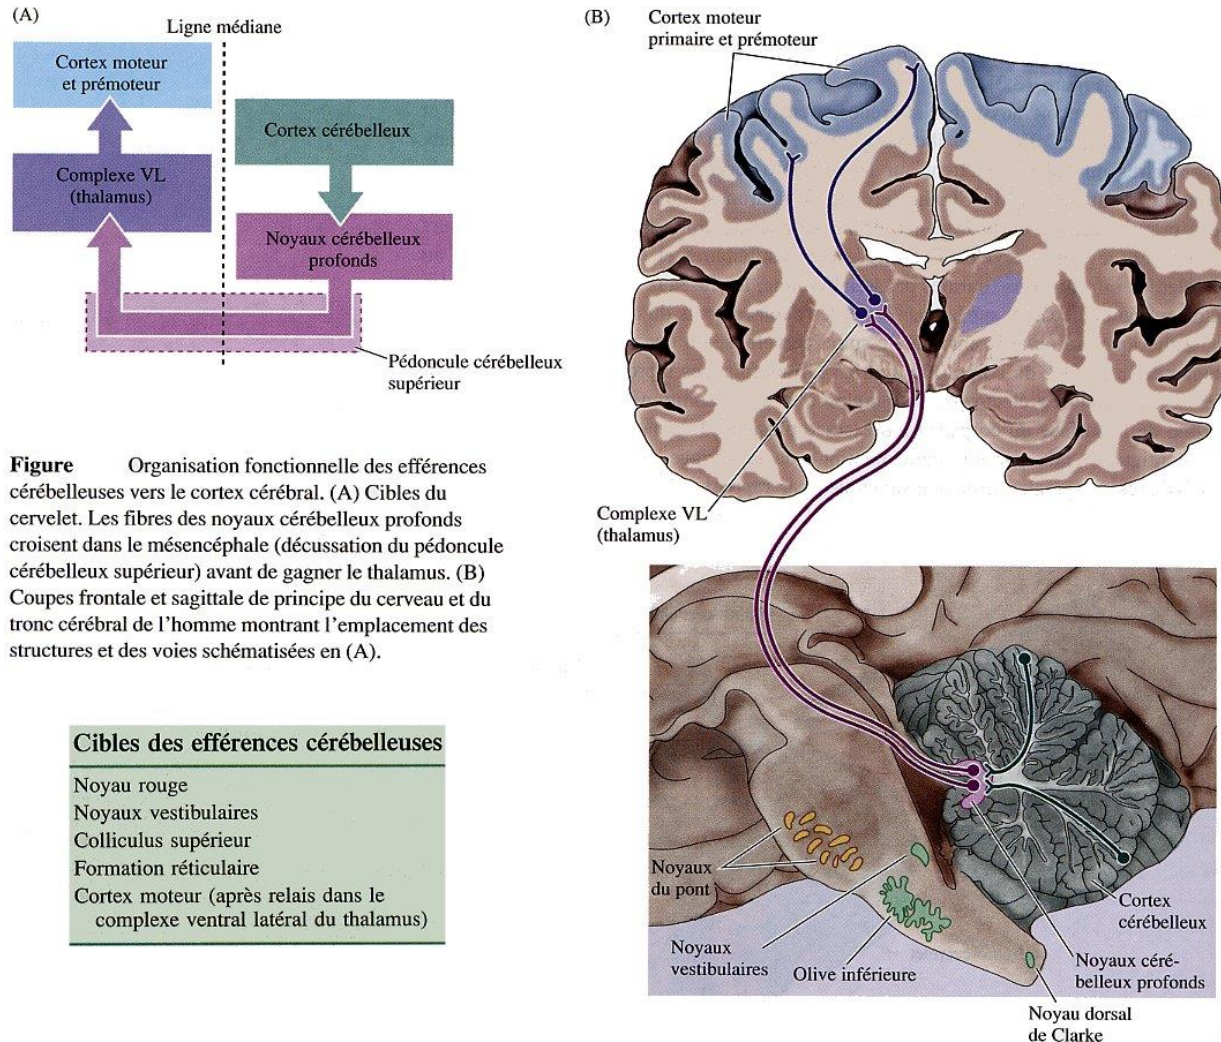 (A)
Ligne médiane
Cortex moteur
et prémoteur
Cortex cérébelleux
Complexe VL
(thalamus)
Noyaux cérébelleux
profonds
Pédoncule cérébelleux
supérieur
Figure Organisation fonctionnelle des efférences
cérébelleuses vers le cortex cérébral. (A) Cibles du
cervelet. Les fibres des noyaux cérébelleux profonds
croisent dans le mésencéphale (décussation du pédoncule
cérébelleux supérieur) avant de gagner le thalamus. (B)
Coupes frontale et sagittale de principe du cerveau et du
tronc cérébral de l'homme montrant l'emplacement des
structures et des voies schématisées en (A).
Cibles des efférences cérébelleuses
Noyau rouge
Noyaux vestibulaires
Colliculus supérieur
Formation réticulaire
Cortex moteur (après relais dans le
complexe ventral latéral du thalamus)
(B)
Cortex moteur
primaire et prémoteur
Complexe VL
(thalamus)
Noyaux
du pont
Noyaux
vestibulaires
Olive inférieure
Cortex
cérébelleux
Noyaux céré-
belleux profonds
Noyau dorsal
de Clarke